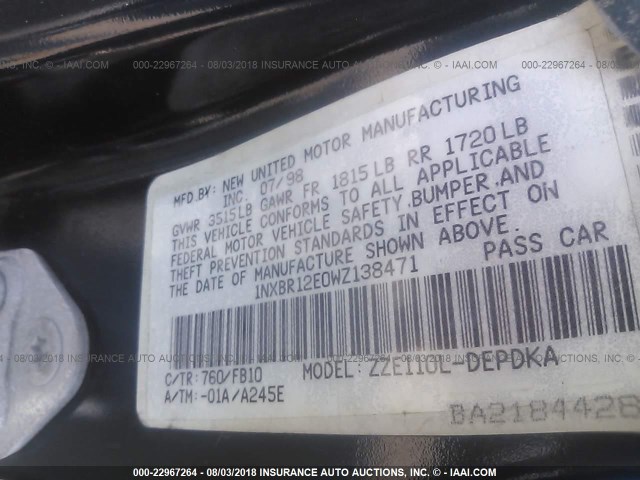 000-22967264 - 08/03/2018 INSURANCE AUTO AUCTIONS, INC. © - IAAI.COM
MFD BY: NEW UNITED MOTOR MANUFACTURING
INC. 07/98
GVWR 3515LB GAWR FR 1815 LB RR 1720 LB
THIS VEHICLE CONFORMS TO ALL APPLICABLE
FEDERAL MOTOR VEHICLE SAFETY, BUMPER, AND
THEFT PREVENTION STANDARDS IN EFFECT ON
THE DATE OF MANUFACTURE SHOWN ABOVE.
1NXBR12E0WZ138471 PASS CAR
C/TR: 760/FB10 MODEL: ZZE110L-DEPDKA
A/TM: -01A/A245E
BA2184428
000-22967264 - 08/03/2018 INSURANCE AUTO AUCTIONS, INC. © - IAAI.COM